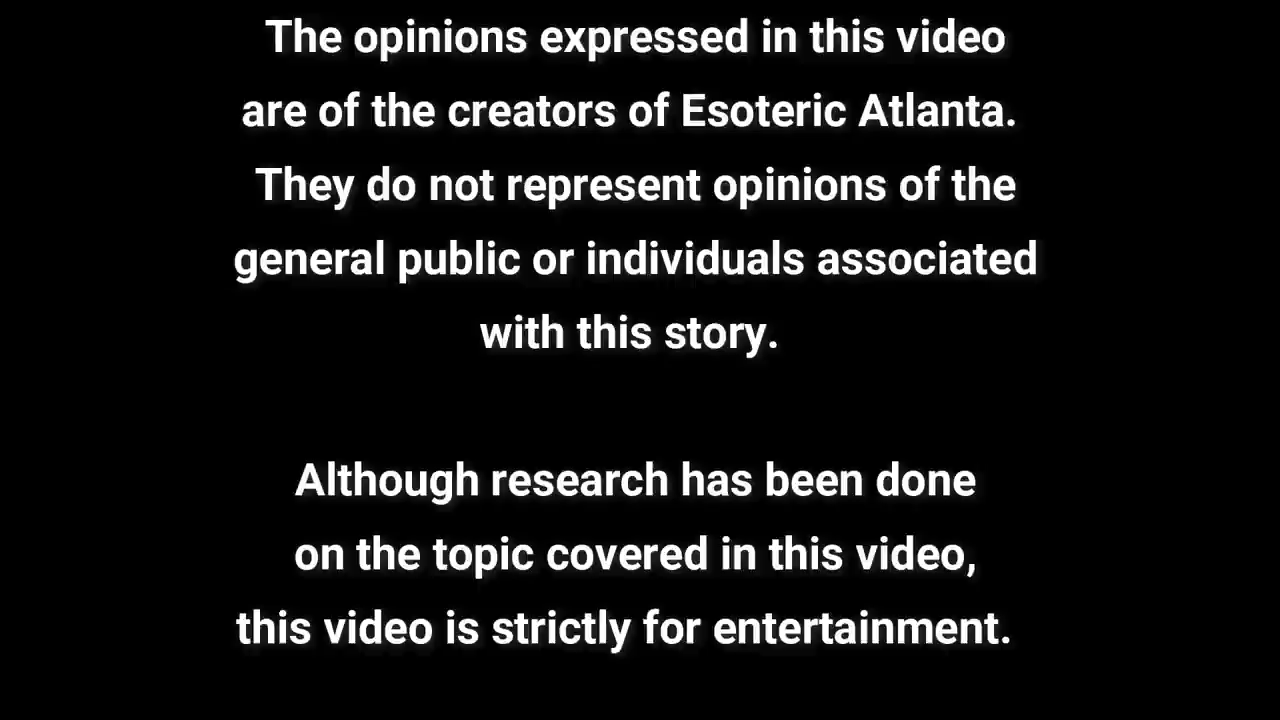 The opinions expressed in this video
are of the creators of Esoteric Atlanta.
They do not represent opinions of the
general public or individuals associated
with this story.
Although research has been done
on the topic covered in this video,
this video is strictly for entertainment.